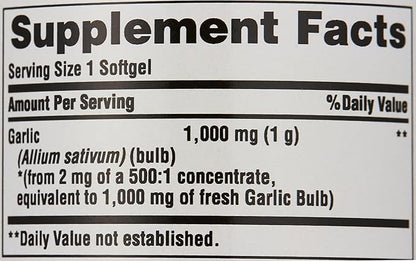 Supplement Facts
Serving Size 1 Softgel
Amount Per Serving %Daily Value
Garlic 1,000 mg (1 g) **
(Allium sativum) (bulb)
*(from 2 mg of a 500:1 concentrate,
equivalent to 1,000 mg of fresh Garlic Bulb)
**Daily Value not established.